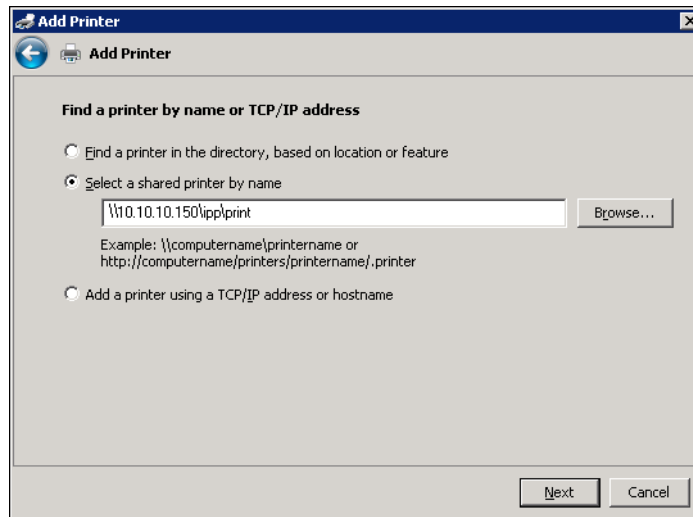 Add Printer
Add Printer
Find a printer by name or TCP/IP address
Find a printer in the directory, based on location or feature
Select a shared printer by name
\\10.10.10.150\ipp\print
Browse...
Example: \\computername\printername or
http://computername/printers/printername/.printer
Add a printer using a TCP/IP address or hostname
Next
Cancel